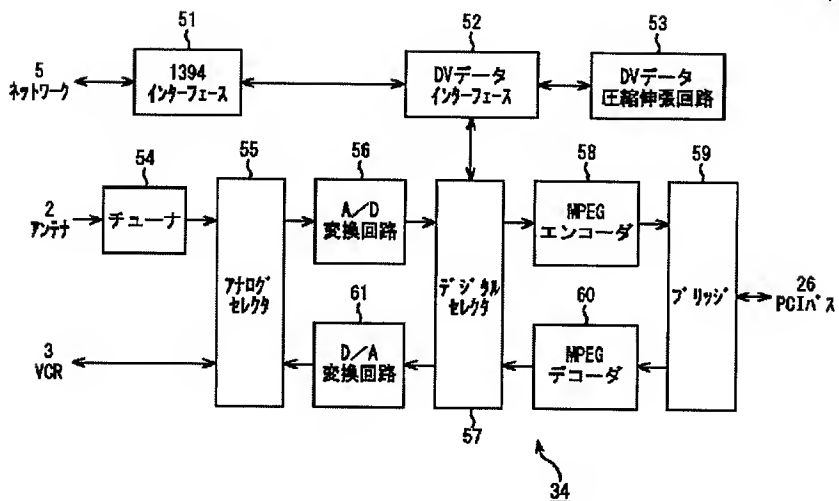 51
52
53
5
ネットワーク
1394
インターフェース
DVデータ
インターフェース
DVデータ
圧縮伸張回路
54
55
56
58
59
2
アンテナ
チューナ
アナログ
セレクタ
A/D
変換回路
デジタル
セレクタ
MPEG
エンコーダ
ブリッジ
26
PCIバス
61
60
3
VCR
D/A
変換回路
MPEG
デコーダ
57
34